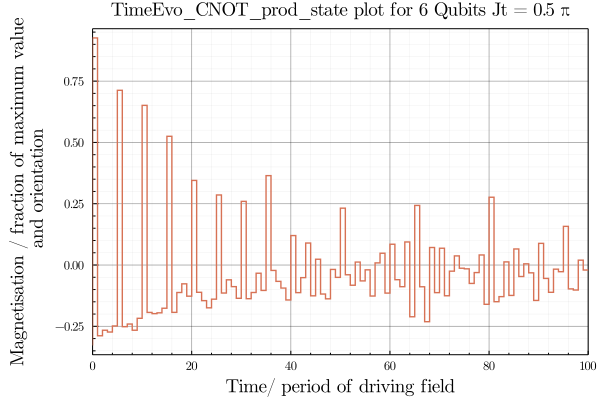 TimeEvo_CNOT_prod_state plot for 6 Qubits Jt = 0.5 π
Magnetisation / fraction of maximum value
and orientation
0.75
0.50
0.25
0.00
−0.25
0 20 40 60 80 100
Time/ period of driving field